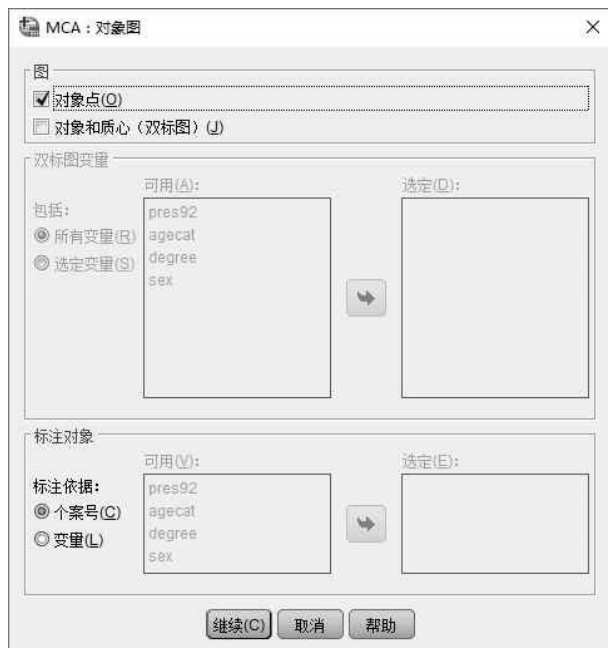 MCA：对象图
图
对象点(O)
对象和质心（双标图）(J)
双标图变量
可用(A):
选定(D):
包括:
所有变量(R)
选定变量(S)
pres92
agecat
degree
sex
标注对象
可用(V):
选定(E):
标注依据:
个案号(C)
变量(L)
pres92
agecat
degree
sex
继续(C)
取消
帮助